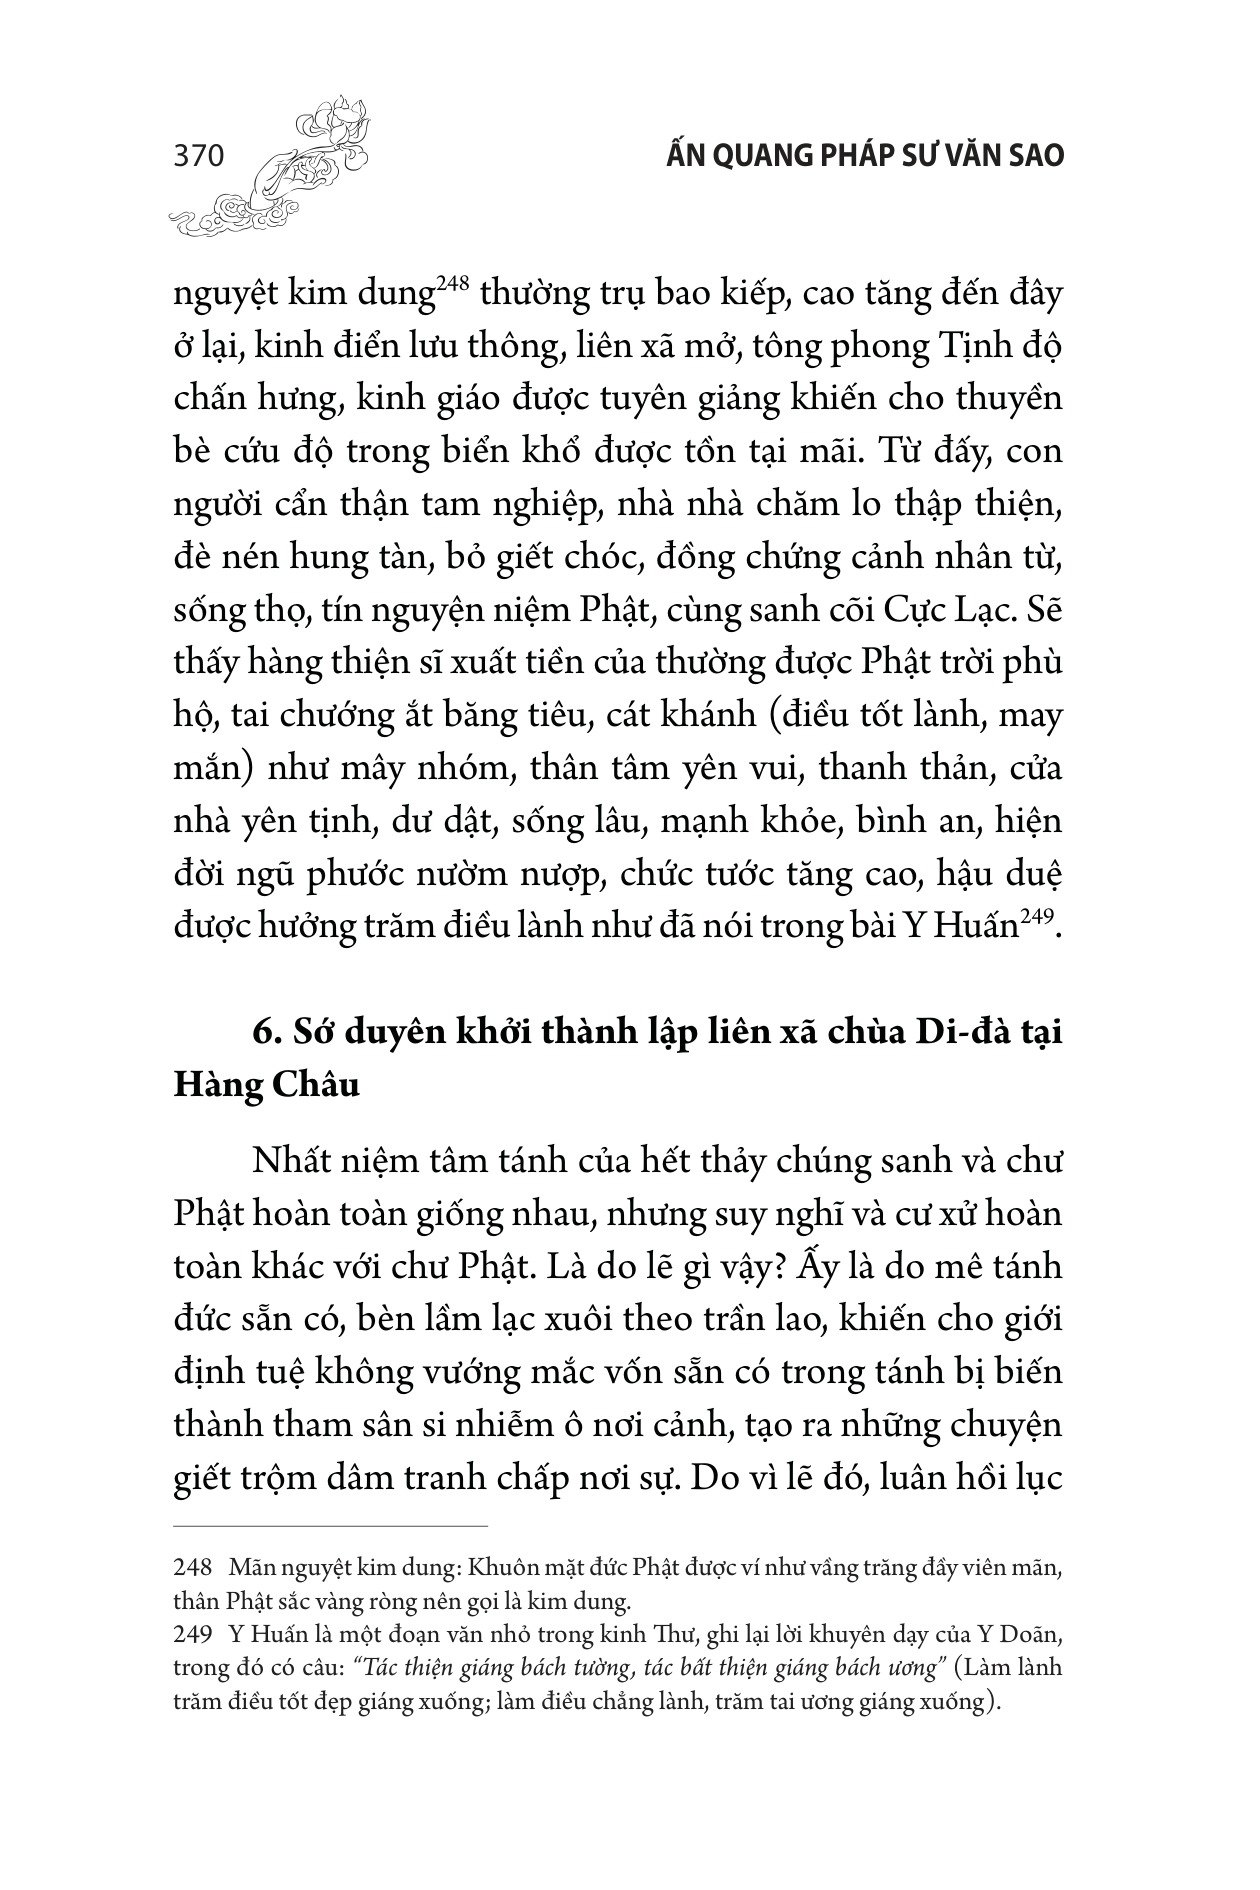 370
ẤN QUANG PHÁP SƯ VĂN SAO
nguyệt kim dung248 thường trụ bao kiếp, cao tăng đến đây
ở lại, kinh điển lưu thông, liên xã mở, tông phong Tịnh độ
chấn hưng, kinh giáo được tuyên giảng khiến cho thuyền
bè cứu độ trong biển khổ được tồn tại mãi. Từ đấy, con
người cẩn thận tam nghiệp, nhà nhà chăm lo thập thiện,
đè nén hung tàn, bỏ giết chóc, đồng chứng cảnh nhân từ,
sống thọ, tín nguyện niệm Phật, cùng sanh cõi Cực Lạc. Sẽ
thấy hàng thiện sĩ xuất tiền của thường được Phật trời phù
hộ, tai chướng ắt băng tiêu, cát khánh (điều tốt lành, may
mắn) như mây nhóm, thân tâm yên vui, thanh thản, cửa
nhà yên tịnh, dư dật, sống lâu, mạnh khỏe, bình an, hiện
đời ngũ phước nườm nượp, chức tước tăng cao, hậu duệ
được hưởng trăm điều lành như đã nói trong bài Y Huấn249.
6. Sớ duyên khởi thành lập liên xã chùa Di-đà tại
Hàng Châu
Nhất niệm tâm tánh của hết thảy chúng sanh và chư
Phật hoàn toàn giống nhau, nhưng suy nghĩ và cư xử hoàn
toàn khác với chư Phật. Là do lẽ gì vậy? Ấy là do mê tánh
đức sẵn có, bèn lầm lạc xuôi theo trần lao, khiến cho giới
định tuệ không vướng mắc vốn sẵn có trong tánh bị biến
thành tham sân si nhiễm ô nơi cảnh, tạo ra những chuyện
giết trộm dâm tranh chấp nơi sự. Do vì lẽ đó, luân hồi lục
248 Mãn nguyệt kim dung: Khuôn mặt đức Phật được ví như vầng trăng đầy viên mãn,
thân Phật sắc vàng ròng nên gọi là kim dung.
249 Y Huấn là một đoạn văn nhỏ trong kinh Thư, ghi lại lời khuyên dạy của Y Doãn,
trong đó có câu: “Tác thiện giáng bách tường, tác bất thiện giáng bách ương” (Làm lành
trăm điều tốt đẹp giáng xuống; làm điều chẳng lành, trăm tai ương giáng xuống).